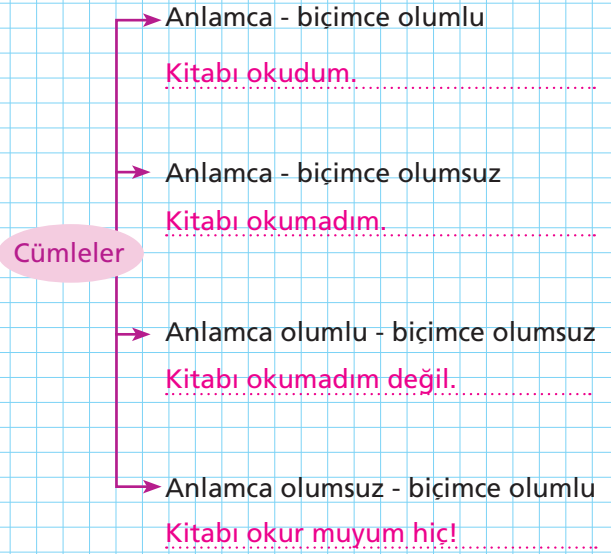 Anlamca - biçimce olumlu
Kitabı okudum.
Anlamca - biçimce olumsuz
Kitabı okumadım.
Cümleler
Anlamca olumlu - biçimce olumsuz
Kitabı okumadım değil.
Anlamca olumsuz - biçimce olumlu
Kitabı okur muyum hiç!